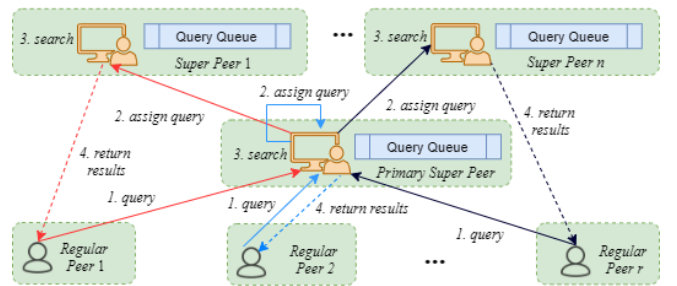 3. search
Query Queue
Super Peer 1
...
3. search
Query Queue
Super Peer n
2. assign query
2. assign query
2. assign query
4. return
results
4. return
results
3. search
Query Queue
Primary Super Peer
1. query
1. query
4. return results
1. query
Regular
Peer 1
Regular
Peer 2
...
Regular
Peer r